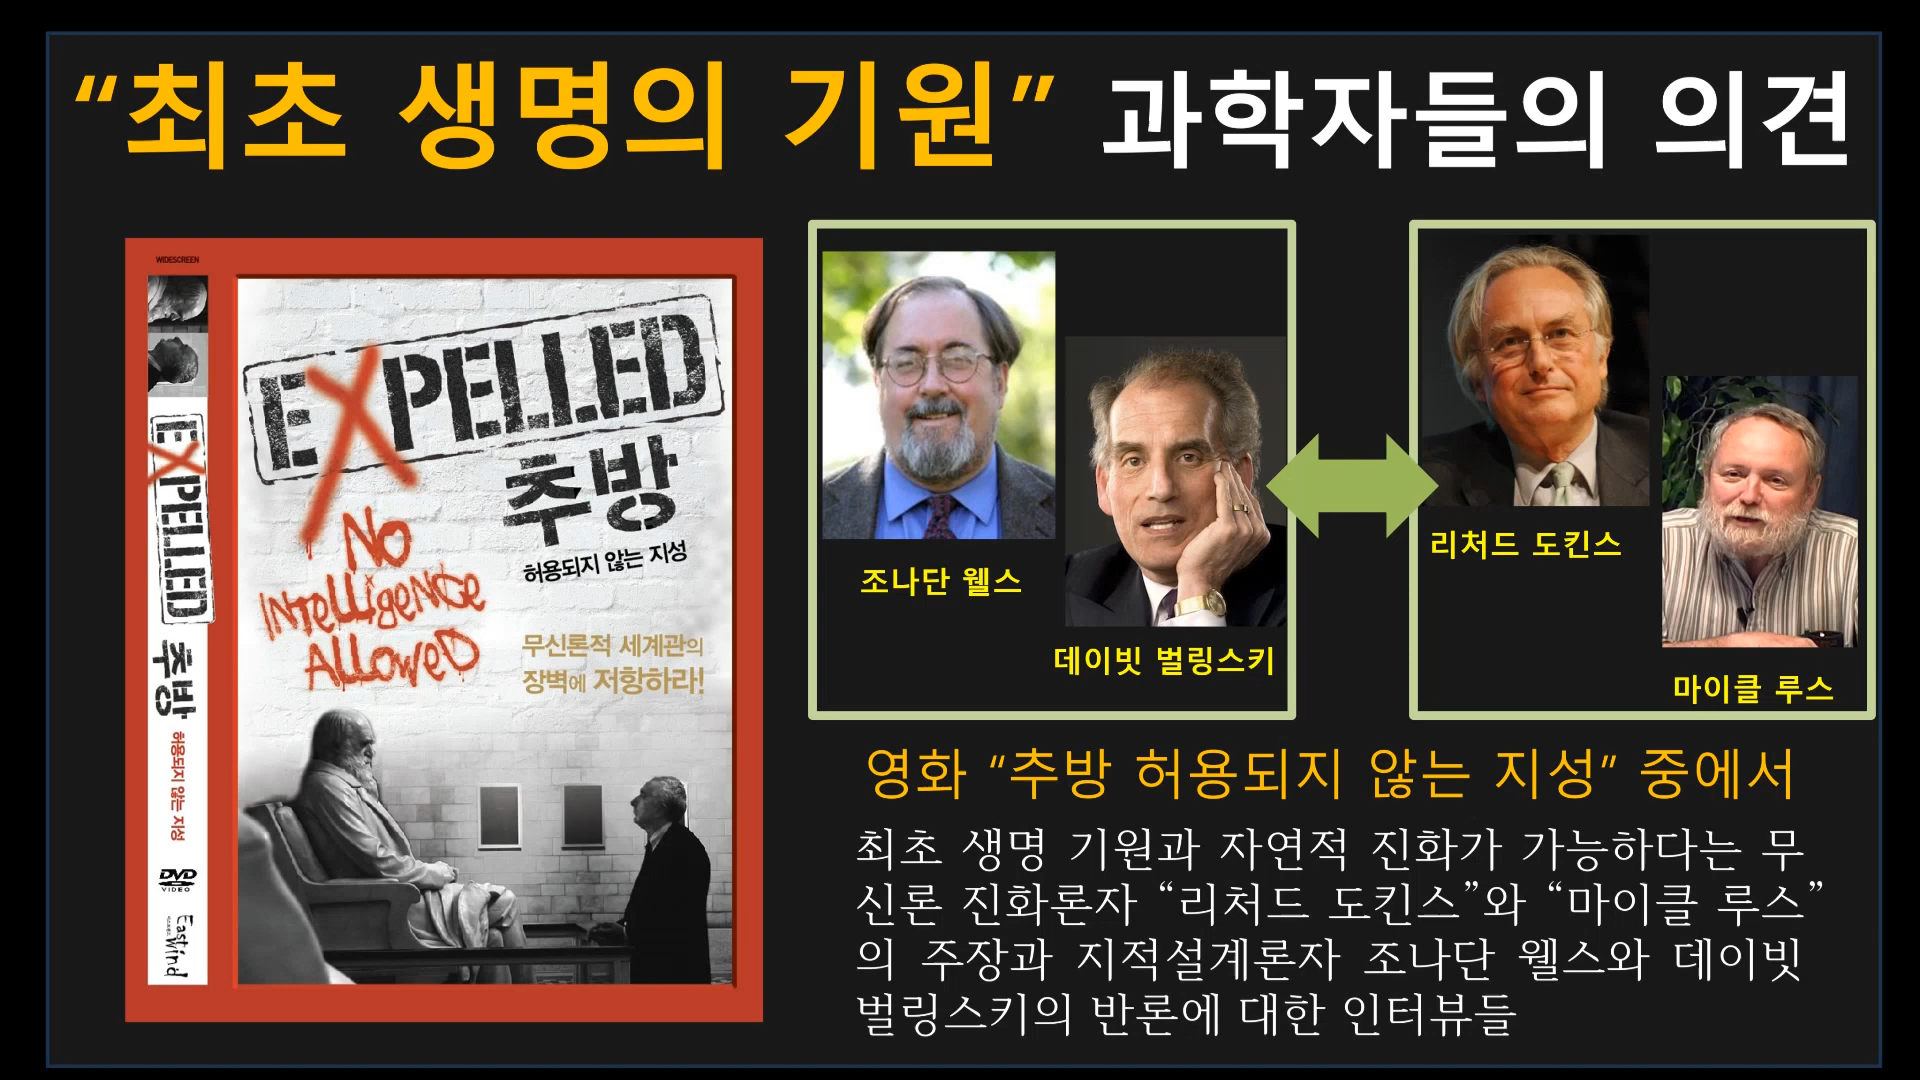 “최초 생명의 기원” 과학자들의 의견
WIDESCREEN
EXPELLED
추방
허용되지 않는 지성
DVD
VIDEO
East Wind
EXPELLED
추방
허용되지 않는 지성
NO
INTELLIGENCE
ALLOWED
무신론적 세계관의
장벽에 저항하라!
조나단 웰스
데이빗 벌링스키
리처드 도킨스
마이클 루스
영화 “추방 허용되지 않는 지성” 중에서
최초 생명 기원과 자연적 진화가 가능하다는 무
신론 진화론자 “리처드 도킨스”와 “마이클 루스”
의 주장과 지적설계론자 조나단 웰스와 데이빗
벌링스키의 반론에 대한 인터뷰들